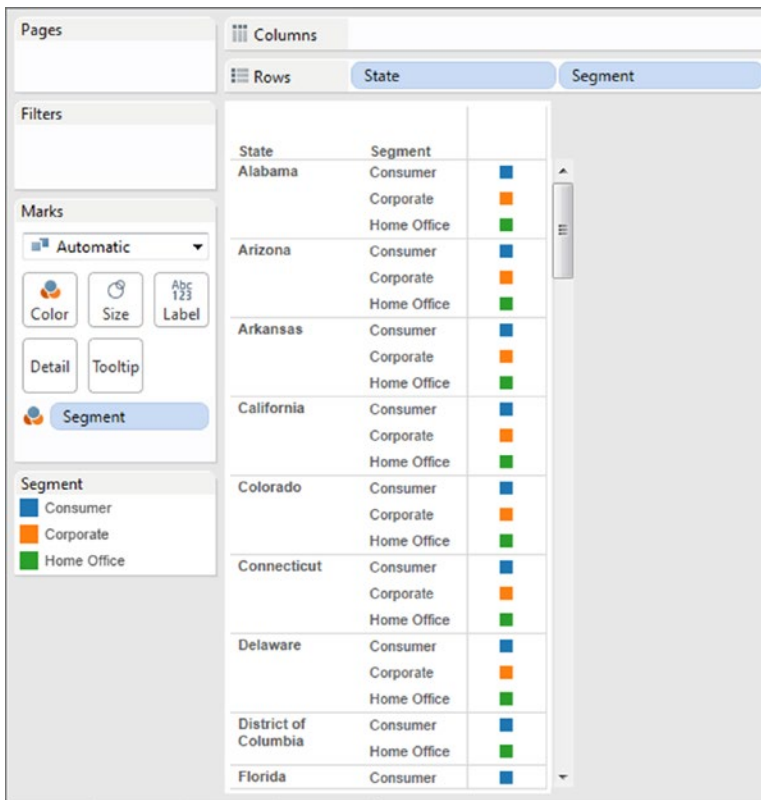 Pages
Columns
Rows State Segment
Filters
Marks
Automatic
Color Size Abc 123 Label
Detail Tooltip
Segment
Segment
Consumer
Corporate
Home Office
State Segment
Alabama Consumer
Corporate
Home Office
Arizona Consumer
Corporate
Home Office
Arkansas Consumer
Corporate
Home Office
California Consumer
Corporate
Home Office
Colorado Consumer
Corporate
Home Office
Connecticut Consumer
Corporate
Home Office
Delaware Consumer
Corporate
Home Office
District of Consumer
Columbia Home Office
Florida Consumer